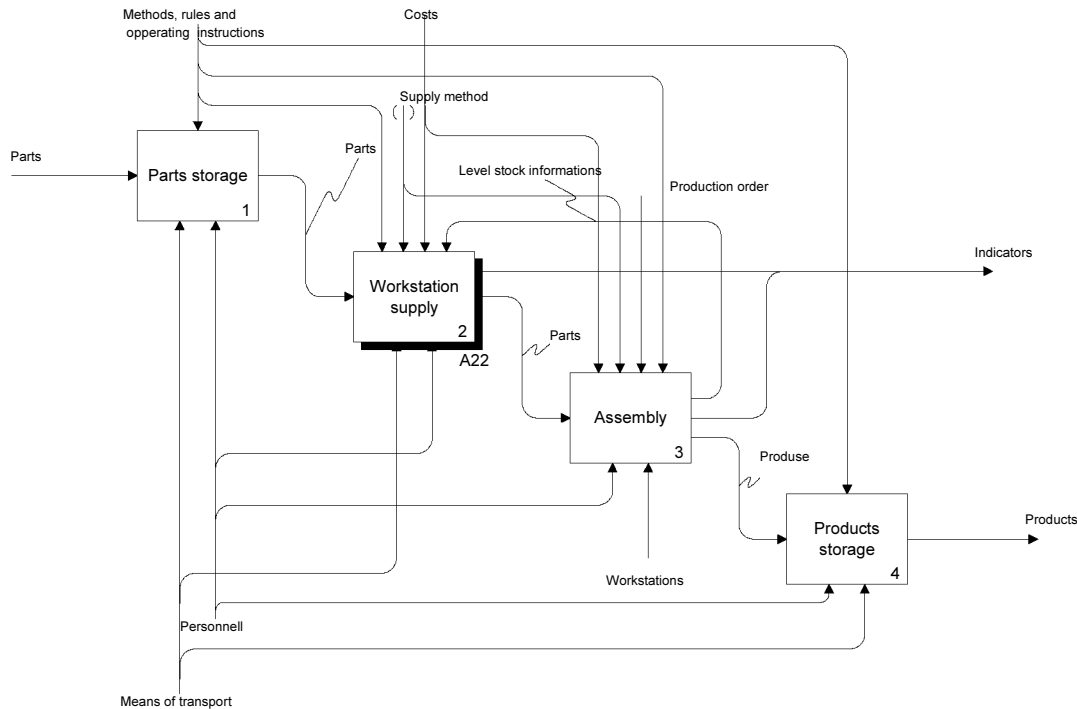 Methods, rules and
opperating instructions
Costs
Supply method
Parts
Parts storage
1
Parts
Level stock informations
Production order
Indicators
Workstation
supply
2
A22
Parts
Assembly
3
Produse
Products
storage
4
Products
Workstations
Personnell
Means of transport